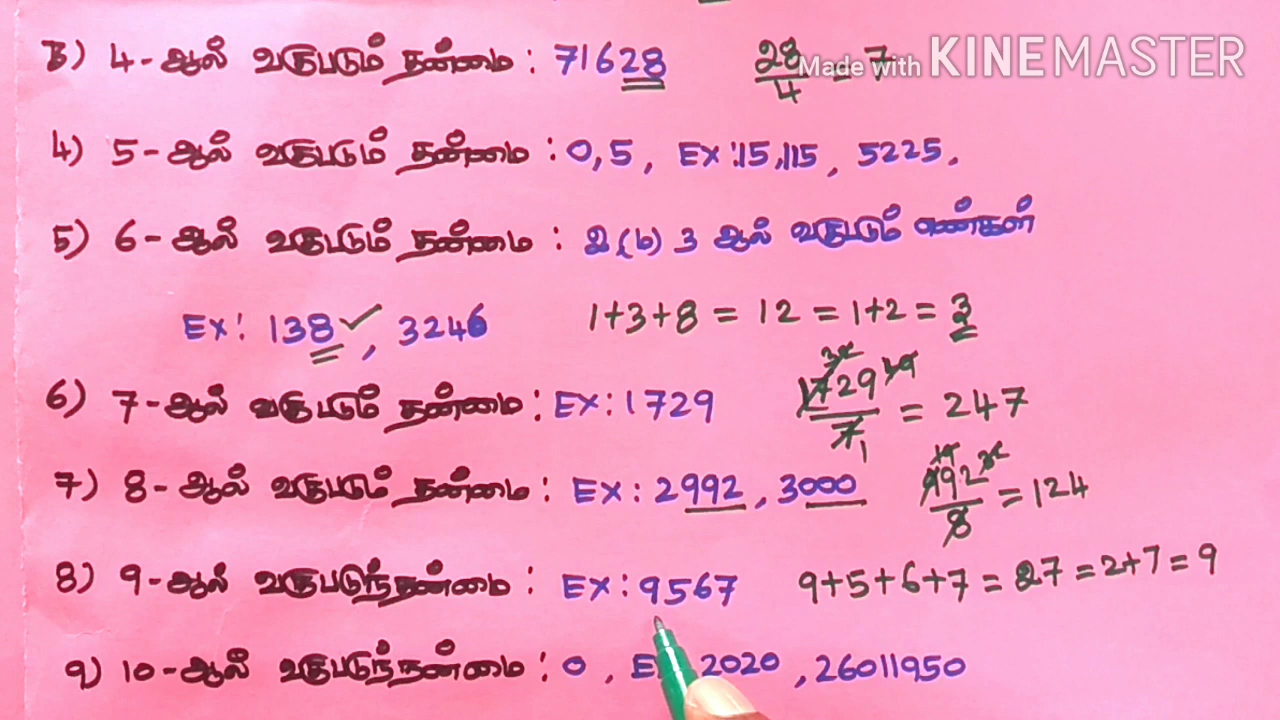 3) 4-ஆல் வகுபடும் தன்மை : 71628 28/4 = 7
Made with KINEMASTER
4) 5-ஆல் வகுபடும் தன்மை : 0,5, EX: 15,115, 5225.
5) 6-ஆல் வகுபடும் தன்மை : 2 (ம) 3 ஆல் வகுபடும் எண்கள்
EX: 138 ✓, 3246 1+3+8 = 12 = 1+2 = 3
6) 7-ஆல் வகுபடும் தன்மை : EX: 1729 1729/7 = 247
7) 8-ஆல் வகுபடும் தன்மை : EX: 2992, 3000 992/8 = 124
8) 9-ஆல் வகுபடுந்தன்மை : EX: 9567 9+5+6+7 = 27 = 2+7 = 9
9) 10-ஆல் வகுபடுந்தன்மை : 0, 2020, 26011950